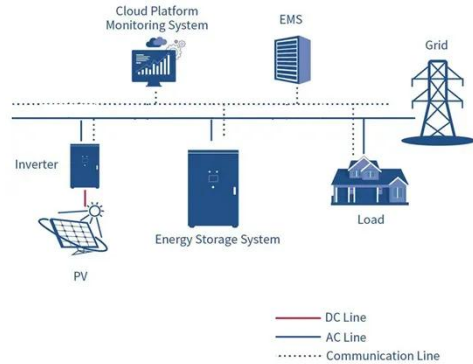 Cloud Platform
Monitoring System
EMS
Grid
Inverter
Energy Storage System
Load
PV
DC Line
AC Line
Communication Line